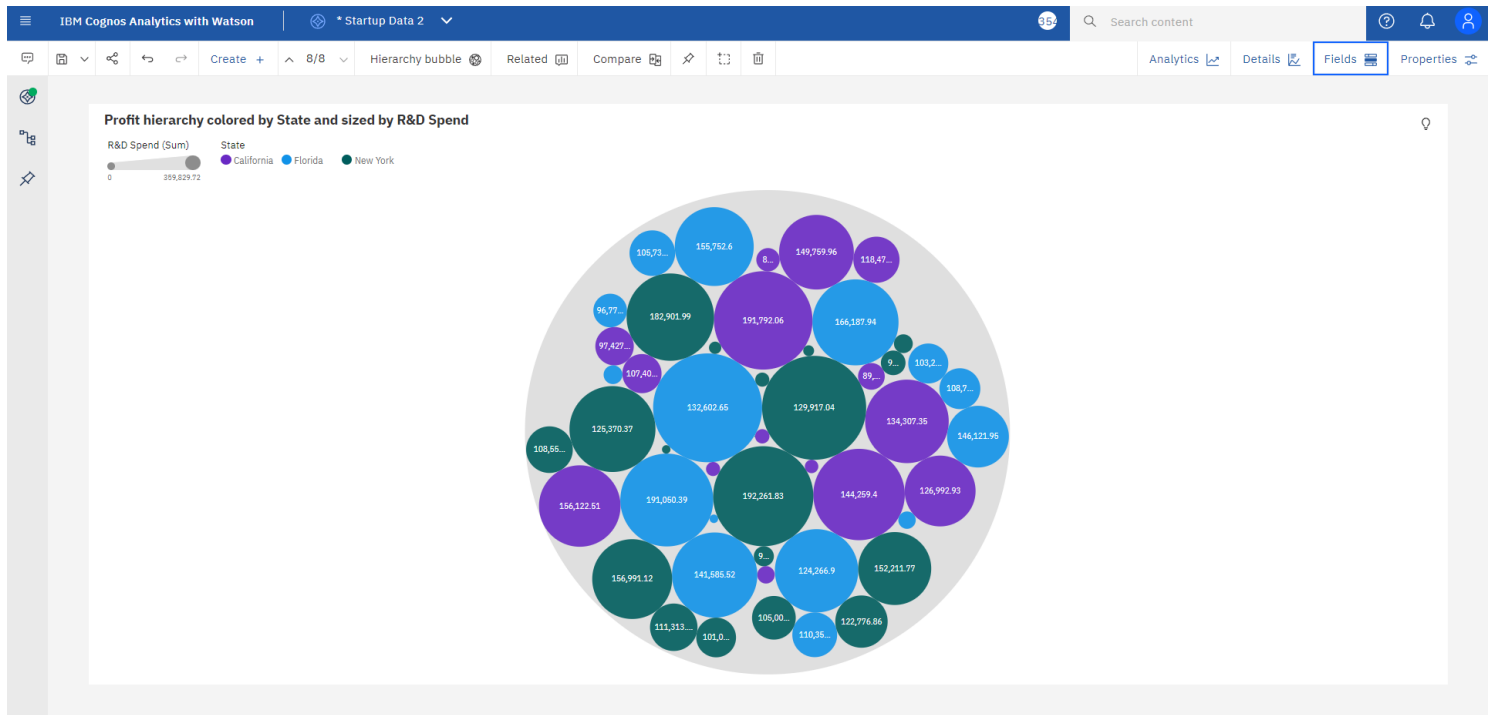 IBM Cognos Analytics with Watson
* Startup Data 2
354
Search content
Create +
8/8
Hierarchy bubble
Related
Compare
Analytics
Details
Fields
Properties
Profit hierarchy colored by State and sized by R&D Spend
R&D Spend (Sum)
State
California
Florida
New York
0
359,829.72
155,752.6
105,73...
149,759.96
8...
118,47...
96,77...
182,901.99
191,792.06
166,187.94
97,427...
107,40...
9...
103,2...
89,...
108,7...
132,602.65
129,917.04
125,370.37
134,307.35
146,121.95
108,55...
126,992.93
191,050.39
192,261.83
144,259.4
156,122.51
9...
156,991.12
141,585.52
124,266.9
152,211.77
111,313....
101,0...
105,00...
110,35...
122,776.86